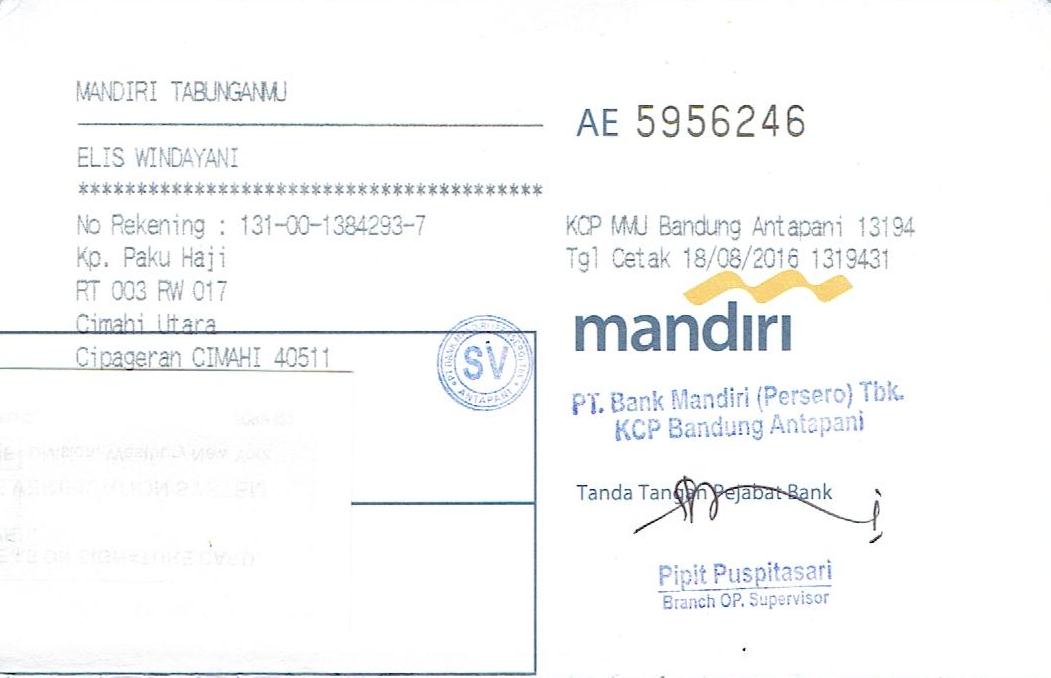 MANDIRI TABUNGANMU
ELIS WINDAYANI
****************************************
No Rekening : 131-00-1384293-7
Kp. Paku Haji
RT 003 RW 017
Cimahi Utara
Cipageran CIMAHI 40511
SV
ANTAPANI
AE 5956246
KCP MMU Bandung Antapani 13194
Tgl Cetak 18/08/2016 1319431
mandiri
PT. Bank Mandiri (Persero) Tbk.
KCP Bandung Antapani
Tanda Tangan Pejabat Bank
Pipit Puspitasari
Branch OP. Supervisor